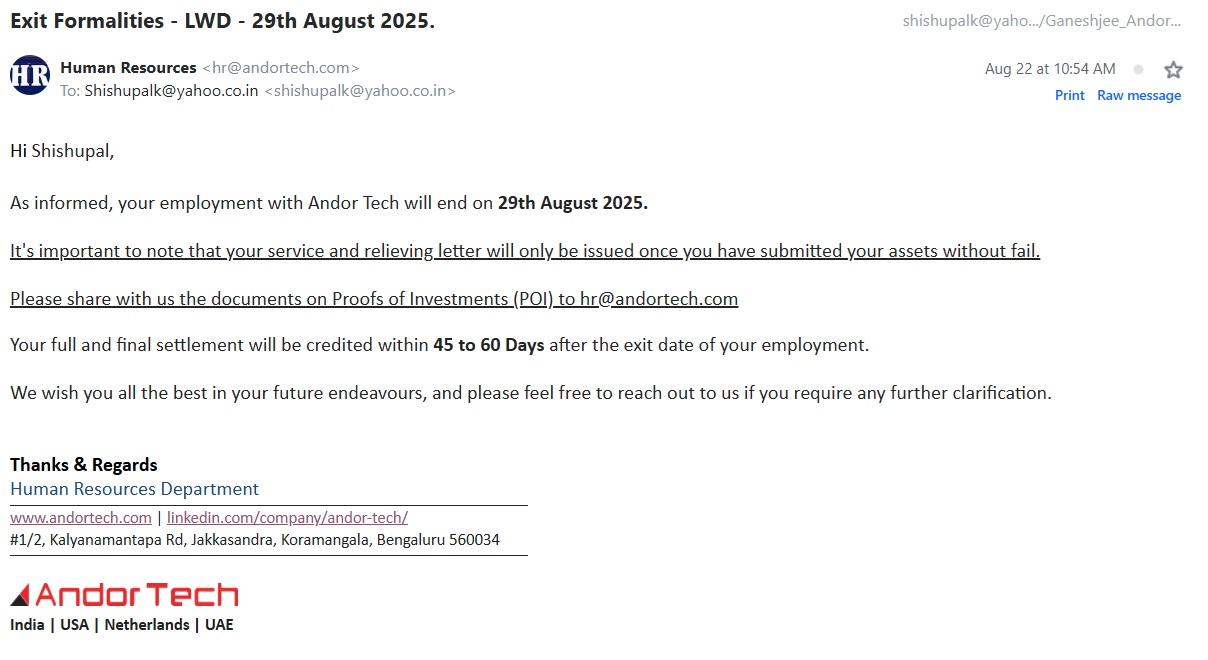 Exit Formalities - LWD - 29th August 2025.
shishupalk@yaho.../Ganeshjee_Andor...
HR
Human Resources <hr@andortech.com>
Aug 22 at 10:54 AM
To: Shishupalk@yahoo.co.in <shishupalk@yahoo.co.in>
Print Raw message
Hi Shishupal,
As informed, your employment with Andor Tech will end on 29th August 2025.
It's important to note that your service and relieving letter will only be issued once you have submitted your assets without fail.
Please share with us the documents on Proofs of Investments (POI) to hr@andortech.com
Your full and final settlement will be credited within 45 to 60 Days after the exit date of your employment.
We wish you all the best in your future endeavours, and please feel free to reach out to us if you require any further clarification.
Thanks & Regards
Human Resources Department
www.andortech.com | linkedin.com/company/andor-tech/
#1/2, Kalyanamantapa Rd, Jakkasandra, Koramangala, Bengaluru 560034
Andor Tech
India | USA | Netherlands | UAE